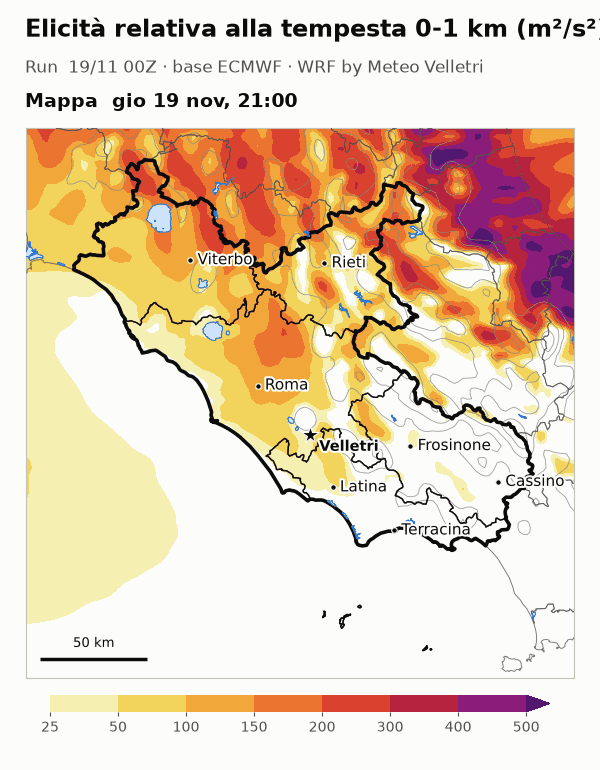 Elicità relativa alla tempesta 0-1 km (m²/s²)
Run 19/11 00Z · base ECMWF · WRF by Meteo Velletri
Mappa gio 19 nov, 21:00
Viterbo
Rieti
Roma
Velletri
Frosinone
Latina
Cassino
Terracina
50 km
25 50 100 150 200 300 400 500